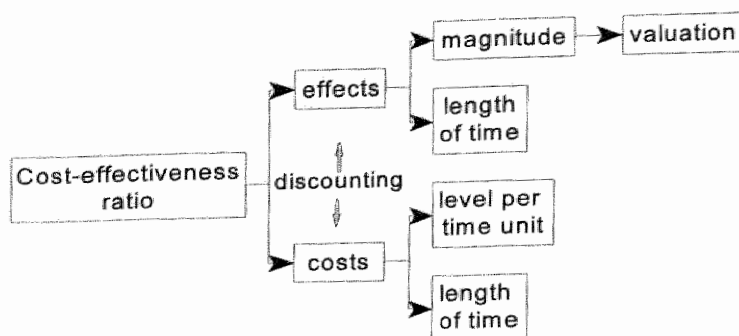 magnitude
valuation
effects
length
of time
Cost-effectiveness
ratio
discounting
level per
time unit
costs
length
of time